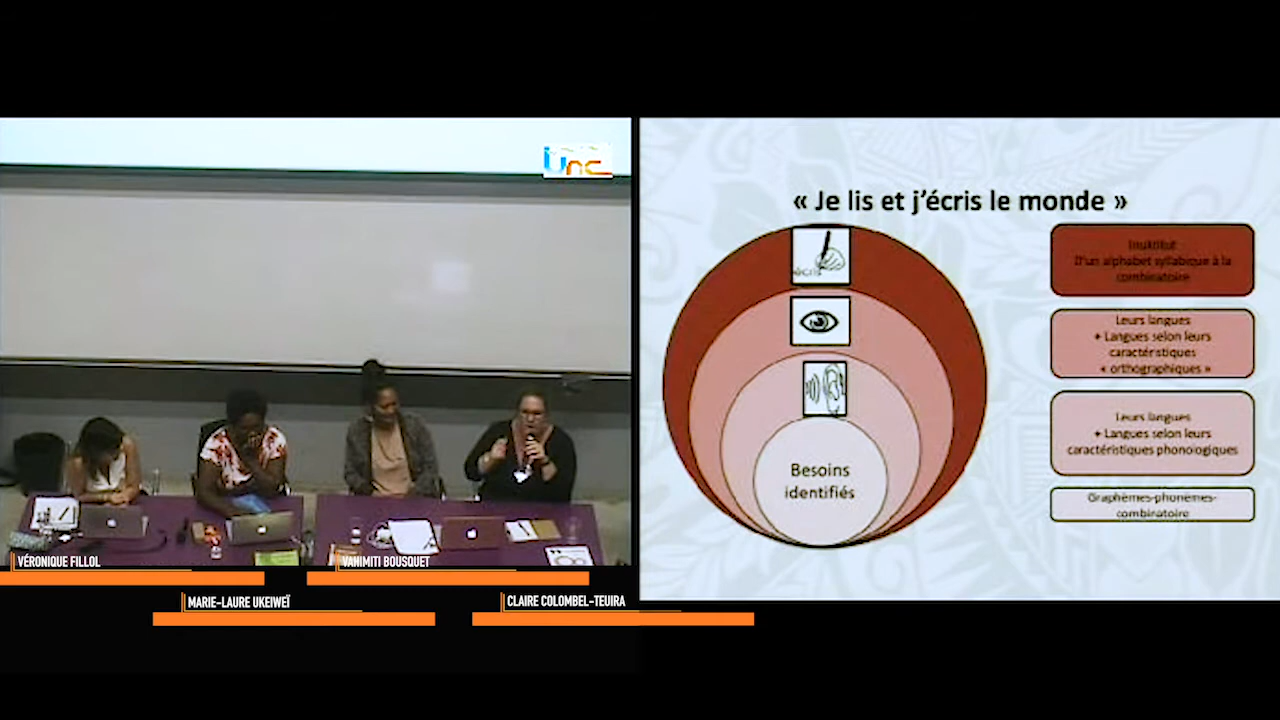 unc
VÉRONIQUE FILLOL
VANIMITI BOUSQUET
MARIE-LAURE UKEIWEÏ
CLAIRE COLOMBEL-TEUIRA
« Je lis et j’écris le monde »
écris
Besoins
identifiés
Inuktitut
D'un alphabet syllabique à la
combinatoire
Leurs langues
+ Langues selon leurs
caractéristiques
« orthographiques »
Leurs langues
+ Langues selon leurs
caractéristiques phonologiques
Graphèmes-phonèmes-
combinatoire